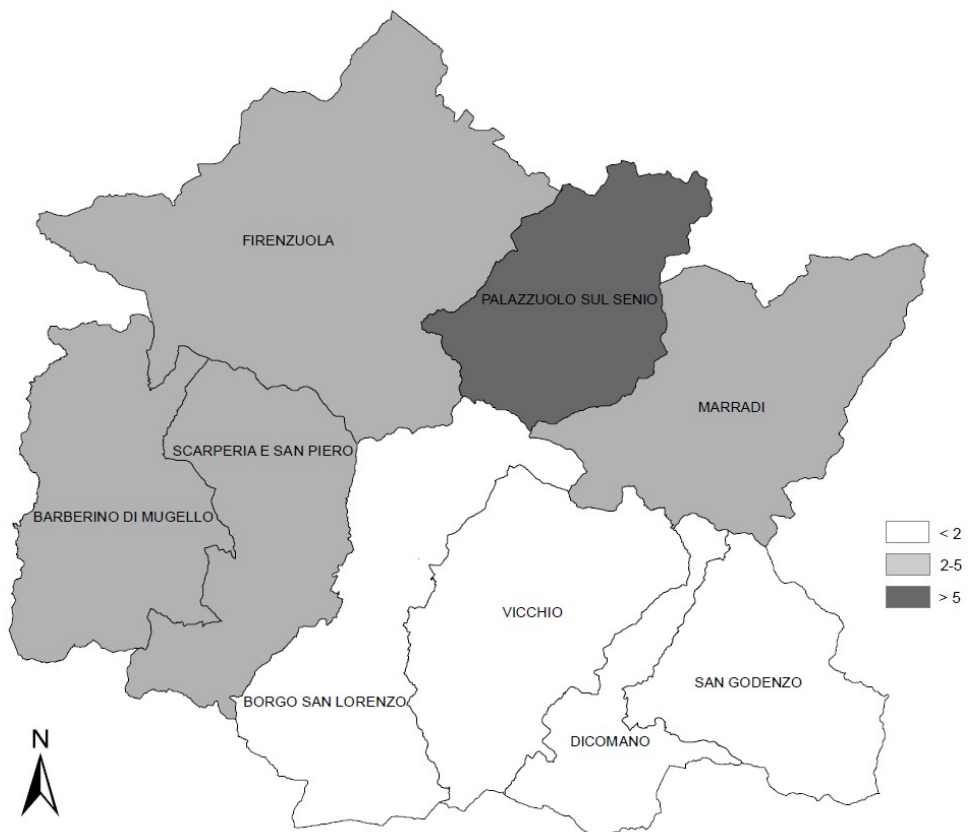 FIRENZUOLA
PALAZZUOLO SUL SENIO
MARRADI
SCARPERIA E SAN PIERO
BARBERINO DI MUGELLO
< 2
2-5
> 5
VICCHIO
SAN GODENZO
BORGO SAN LORENZO
DICOMANO
N